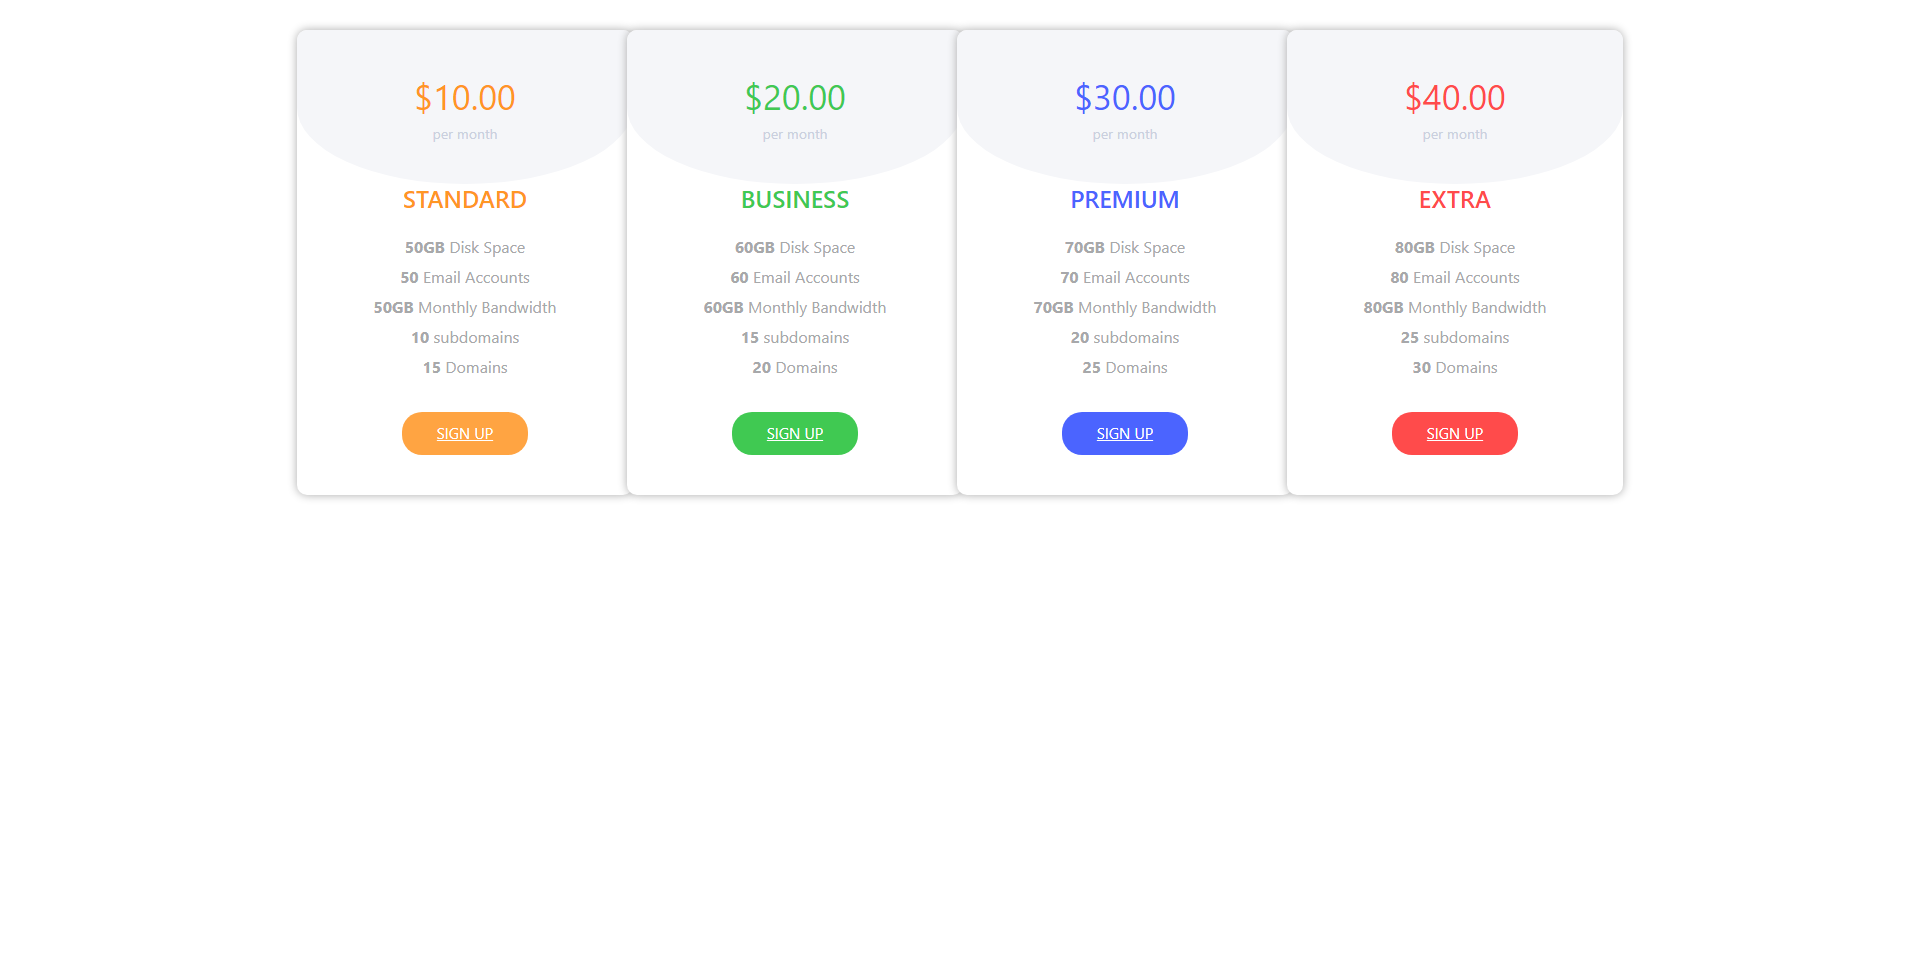 $10.00
per month
STANDARD
50GB Disk Space
50 Email Accounts
50GB Monthly Bandwidth
10 subdomains
15 Domains
SIGN UP
$20.00
per month
BUSINESS
60GB Disk Space
60 Email Accounts
60GB Monthly Bandwidth
15 subdomains
20 Domains
SIGN UP
$30.00
per month
PREMIUM
70GB Disk Space
70 Email Accounts
70GB Monthly Bandwidth
20 subdomains
25 Domains
SIGN UP
$40.00
per month
EXTRA
80GB Disk Space
80 Email Accounts
80GB Monthly Bandwidth
25 subdomains
30 Domains
SIGN UP